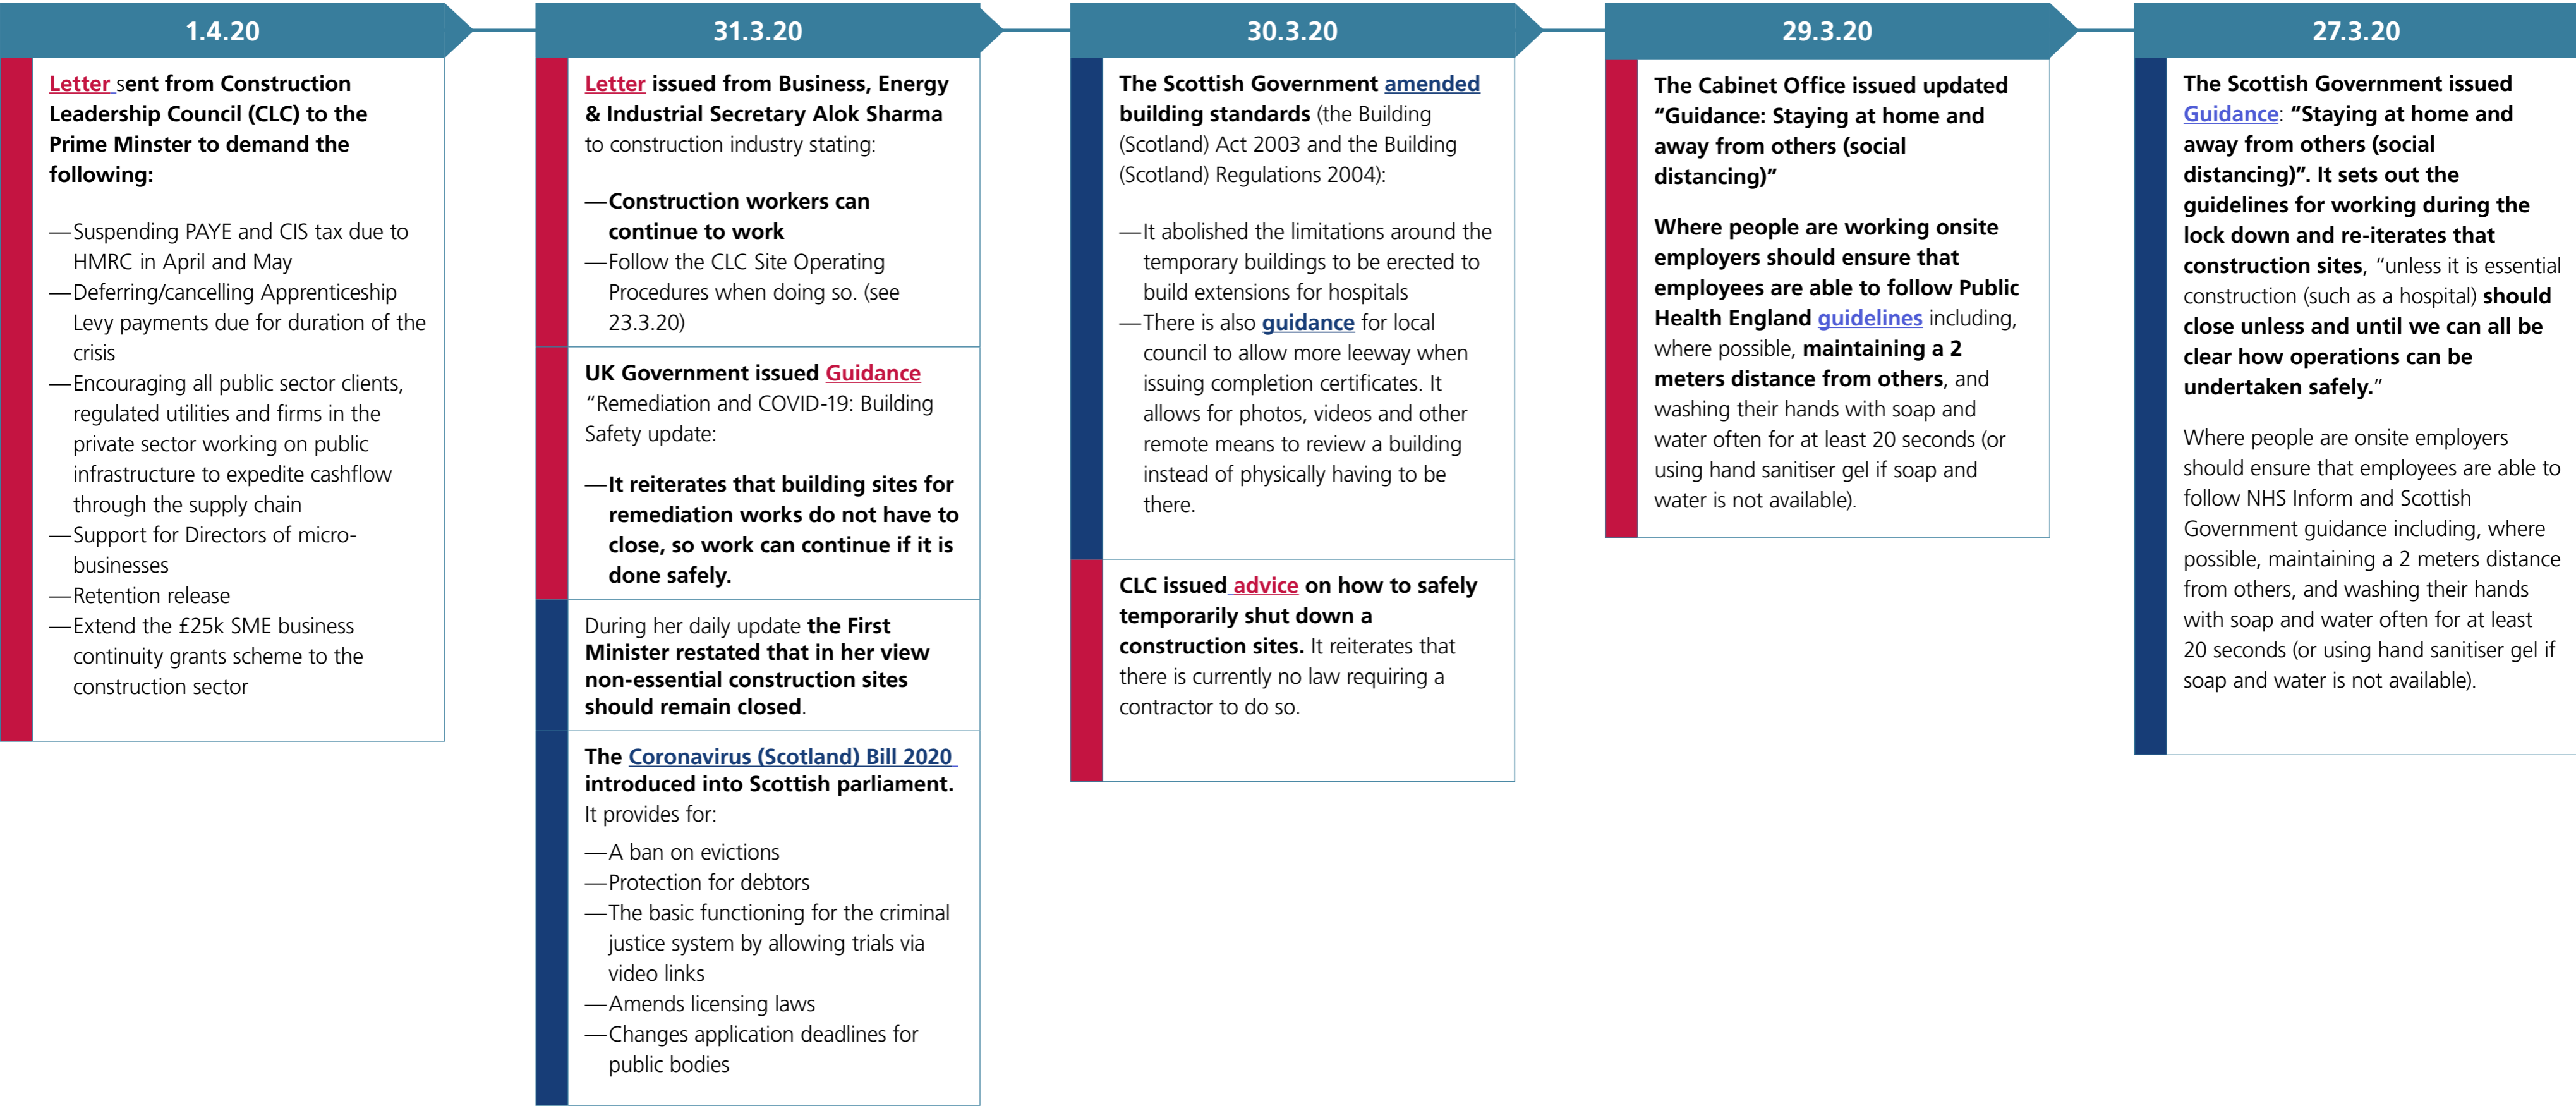 1.4.20
Letter sent from Construction
Leadership Council (CLC) to the
Prime Minster to demand the
following:
—Suspending PAYE and CIS tax due to
HMRC in April and May
—Deferring/cancelling Apprenticeship
Levy payments due for duration of the
crisis
—Encouraging all public sector clients,
regulated utilities and firms in the
private sector working on public
infrastructure to expedite cashflow
through the supply chain
—Support for Directors of micro-
businesses
—Retention release
—Extend the £25k SME business
continuity grants scheme to the
construction sector
31.3.20
Letter issued from Business, Energy
& Industrial Secretary Alok Sharma
to construction industry stating:
—Construction workers can
continue to work
—Follow the CLC Site Operating
Procedures when doing so. (see
23.3.20)
UK Government issued Guidance
“Remediation and COVID-19: Building
Safety update:
—It reiterates that building sites for
remediation works do not have to
close, so work can continue if it is
done safely.
During her daily update the First
Minister restated that in her view
non-essential construction sites
should remain closed.
The Coronavirus (Scotland) Bill 2020
introduced into Scottish parliament.
It provides for:
—A ban on evictions
—Protection for debtors
—The basic functioning for the criminal
justice system by allowing trials via
video links
—Amends licensing laws
—Changes application deadlines for
public bodies
30.3.20
The Scottish Government amended
building standards (the Building
(Scotland) Act 2003 and the Building
(Scotland) Regulations 2004):
—It abolished the limitations around the
temporary buildings to be erected to
build extensions for hospitals
—There is also guidance for local
council to allow more leeway when
issuing completion certificates. It
allows for photos, videos and other
remote means to review a building
instead of physically having to be
there.
CLC issued advice on how to safely
temporarily shut down a
construction sites. It reiterates that
there is currently no law requiring a
contractor to do so.
29.3.20
The Cabinet Office issued updated
“Guidance: Staying at home and
away from others (social
distancing)”
Where people are working onsite
employers should ensure that
employees are able to follow Public
Health England guidelines including,
where possible, maintaining a 2
meters distance from others, and
washing their hands with soap and
water often for at least 20 seconds (or
using hand sanitiser gel if soap and
water is not available).
27.3.20
The Scottish Government issued
Guidance: “Staying at home and
away from others (social
distancing)”. It sets out the
guidelines for working during the
lock down and re-iterates that
construction sites, “unless it is essential
construction (such as a hospital) should
close unless and until we can all be
clear how operations can be
undertaken safely.”
Where people are onsite employers
should ensure that employees are able to
follow NHS Inform and Scottish
Government guidance including, where
possible, maintaining a 2 meters distance
from others, and washing their hands
with soap and water often for at least
20 seconds (or using hand sanitiser gel if
soap and water is not available).